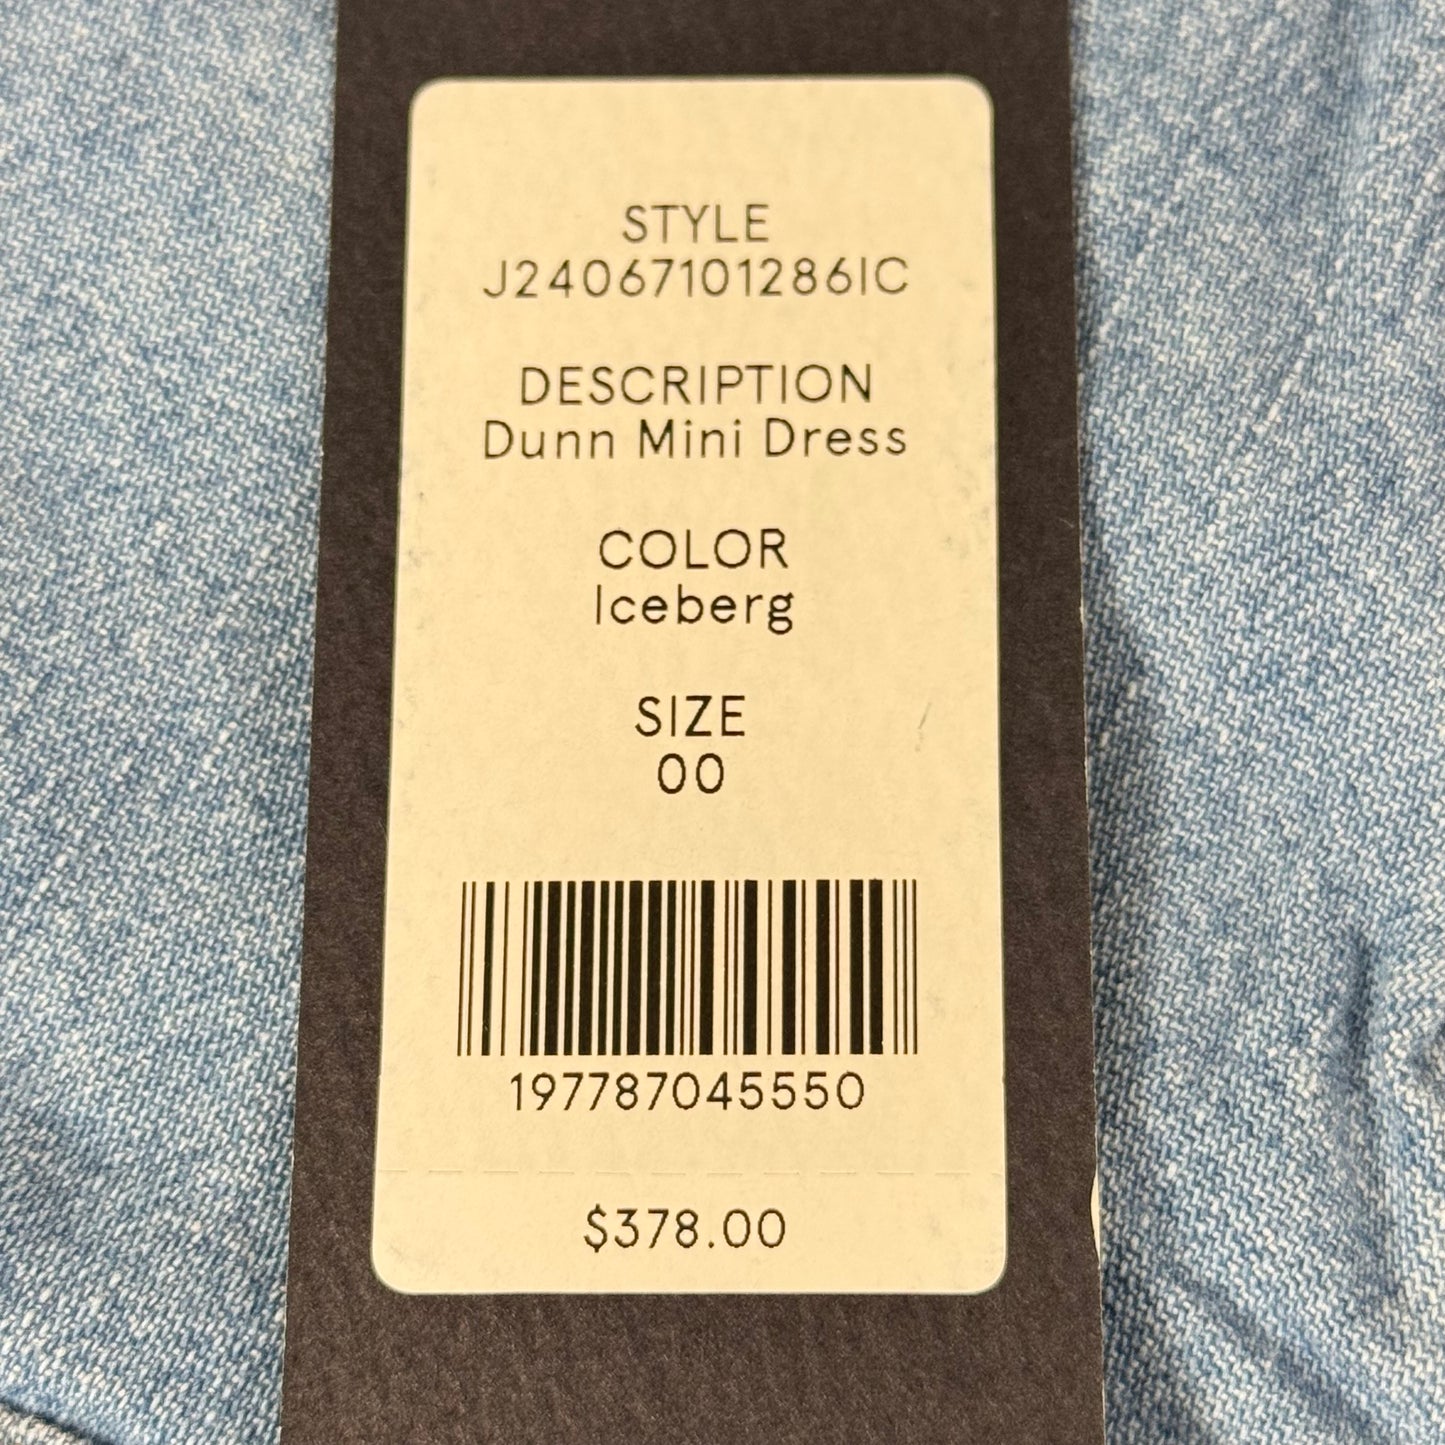 STYLE
J24067101286IC
DESCRIPTION
Dunn Mini Dress
COLOR
Iceberg
SIZE
00
197787045550
$378.00